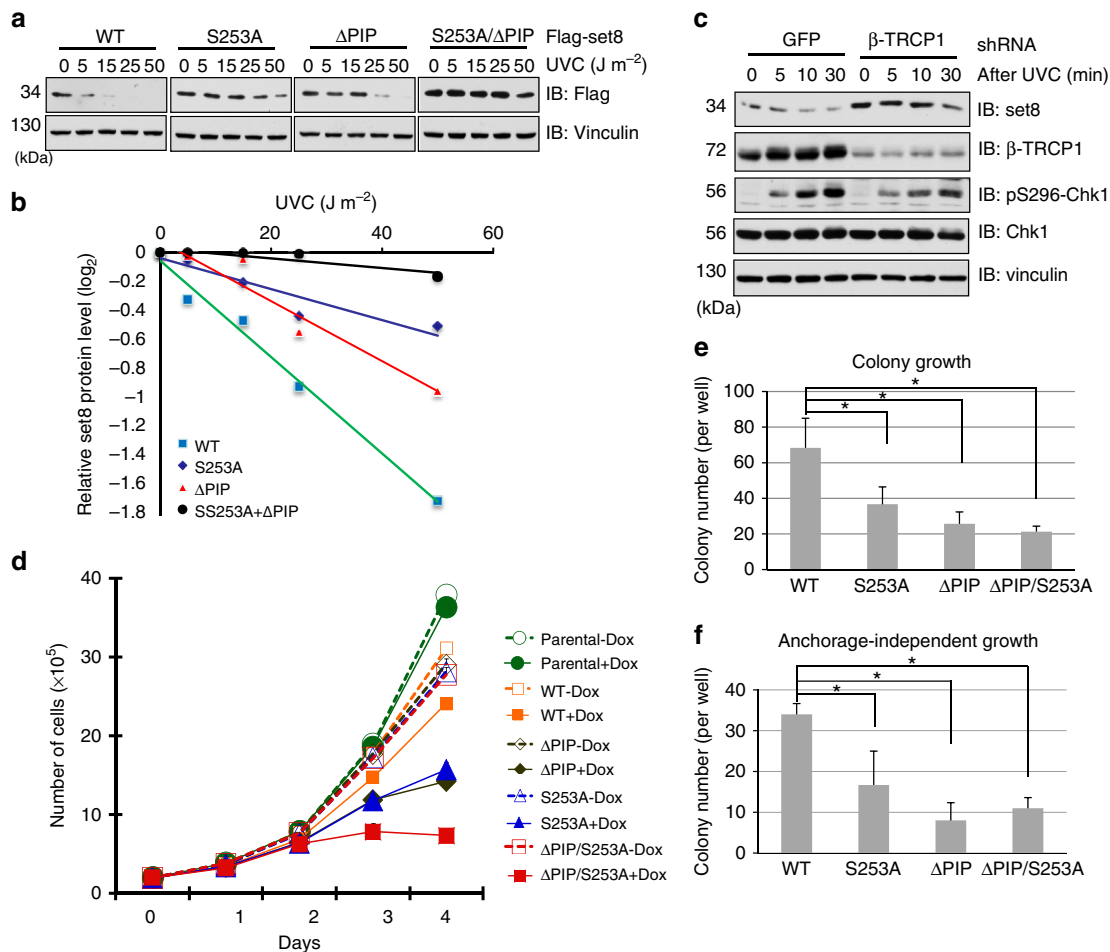 a
WT S253A ΔPIP S253A/ΔPIP Flag-set8
0 5 15 25 50 0 5 15 25 50 0 5 15 25 50 0 5 15 25 50 UVC (J m⁻²)
34 IB: Flag
130 IB: Vinculin
(kDa)
b
UVC (J m⁻²)
0 20 40 60
Relative set8 protein level (log₂)
0
−0.2
−0.4
−0.6
−0.8
−1
−1.2
−1.4
−1.6
−1.8
WT
S253A
ΔPIP
SS253A+ΔPIP
c
GFP β-TRCP1 shRNA
0 5 10 30 0 5 10 30 After UVC (min)
34 IB: set8
72 IB: β-TRCP1
56 IB: pS296-Chk1
56 IB: Chk1
130 IB: vinculin
(kDa)
d
Number of cells (×10⁵)
40
30
20
10
0
0 1 2 3 4
Days
Parental-Dox
Parental+Dox
WT-Dox
WT+Dox
ΔPIP-Dox
ΔPIP+Dox
S253A-Dox
S253A+Dox
ΔPIP/S253A-Dox
ΔPIP/S253A+Dox
e
Colony growth
Colony number (per well)
100
80
60
40
20
0
*
*
*
WT S253A ΔPIP ΔPIP/S253A
f
Anchorage-independent growth
Colony number (per well)
40
30
20
10
0
*
*
*
WT S253A ΔPIP ΔPIP/S253A